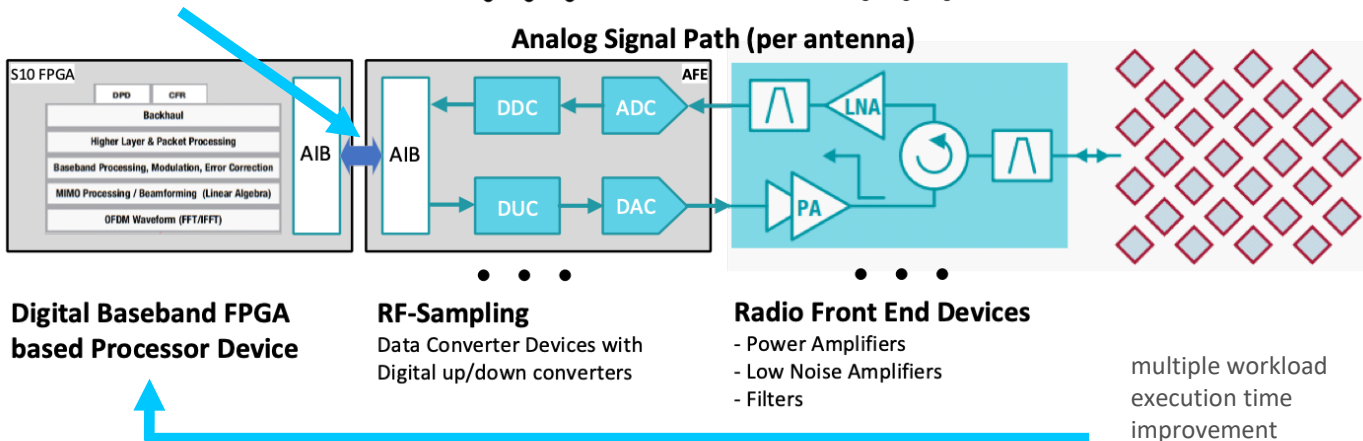 Analog Signal Path (per antenna)
S10 FPGA
DPD
CFR
Backhaul
Higher Layer & Packet Processing
Baseband Processing, Modulation, Error Correction
MIMO Processing / Beamforming (Linear Algebra)
OFDM Waveform (FFT/IFFT)
AIB
AFE
AIB
DDC
ADC
DUC
DAC
LNA
PA
Digital Baseband FPGA
based Processor Device
RF-Sampling
Data Converter Devices with
Digital up/down converters
Radio Front End Devices
- Power Amplifiers
- Low Noise Amplifiers
- Filters
multiple workload
execution time
improvement